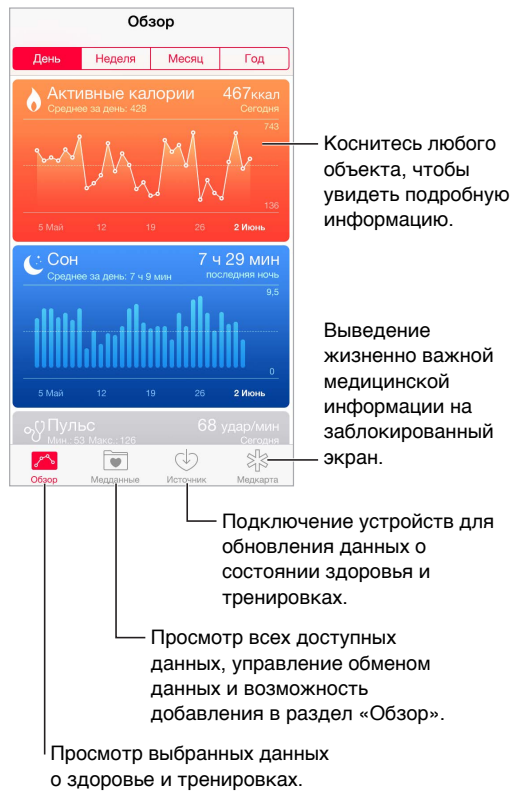 Обзор
День Неделя Месяц Год
Активные калории 467ккал
Среднее за день: 428 Сегодня
743
136
5 Май 12 19 26 2 Июнь
Сон 7 ч 29 мин
Среднее за день: 7 ч 9 мин последняя ночь
9,5
0
5 Май 12 19 26 2 Июнь
Пульс 68 удар/мин
Мин.: 53 Макс.: 126 Сегодня
Обзор Медданные Источник Медкарта
Коснитесь любого
объекта, чтобы
увидеть подробную
информацию.
Выведение
жизненно важной
медицинской
информации на
заблокированный
экран.
Подключение устройств для
обновления данных о
состоянии здоровья и
тренировках.
Просмотр всех доступных
данных, управление обменом
данных и возможность
добавления в раздел «Обзор».
Просмотр выбранных данных
о здоровье и тренировках.